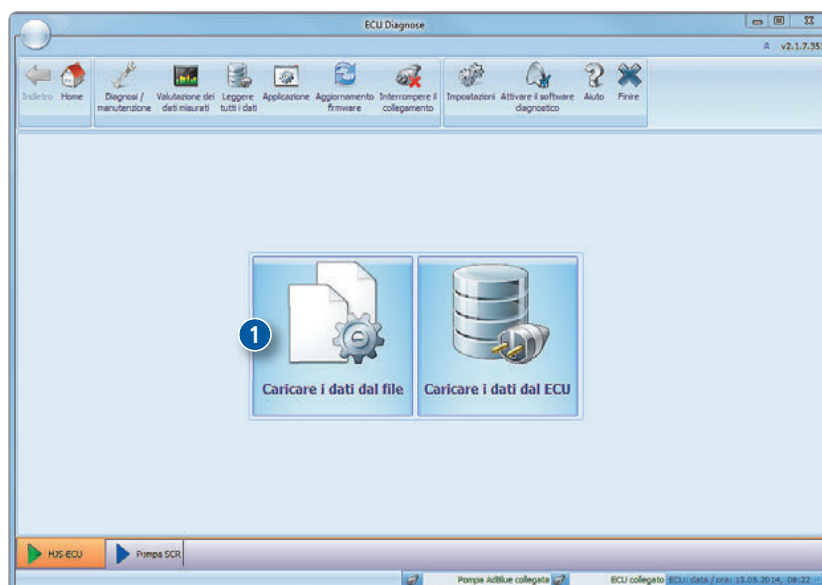 ECU Diagnose
v2.1.7.35
Indietro Home Diagnosi / manutenzione Valutazione dei dati misurati Leggere tutti i dati Applicazione Aggiornamento firmware Interrompere il collegamento Impostazioni Attivare il software diagnostico Aiuto Finire
1
Caricare i dati dal file Caricare i dati dal ECU
HJS-ECU Pompa SCR
Pompa AdBlue collegata ECU collegato ECU: data / ora: 15.05.2014, 09:22